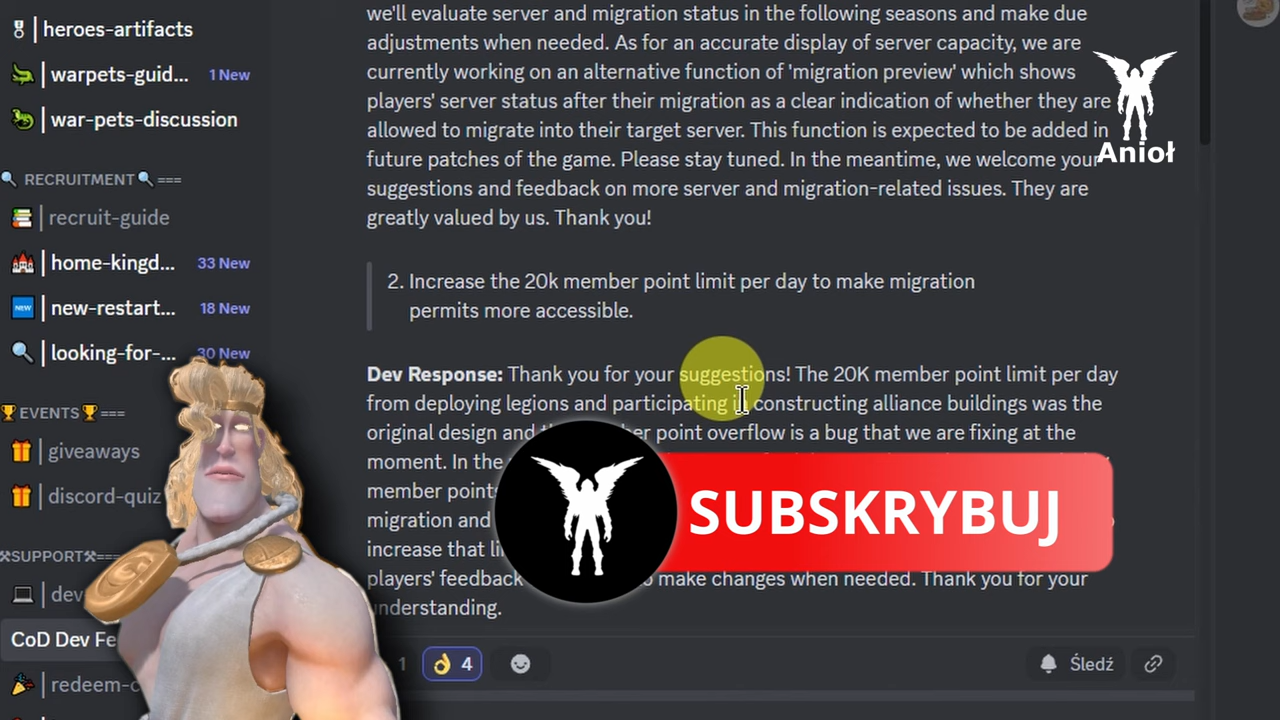 heroes-artifacts
warpets-guid... 1 New
war-pets-discussion
RECRUITMENT ===
recruit-guide
home-kingd... 33 New
NEW new-restart... 18 New
looking-for-... 30 New
EVENTS ===
giveaways
discord-quiz
SUPPORT ===
dev
CoD Dev Fe
redeem-c
we'll evaluate server and migration status in the following seasons and make due
adjustments when needed. As for an accurate display of server capacity, we are
currently working on an alternative function of 'migration preview' which shows
players' server status after their migration as a clear indication of whether they are
allowed to migrate into their target server. This function is expected to be added in
future patches of the game. Please stay tuned. In the meantime, we welcome your
suggestions and feedback on more server and migration-related issues. They are
greatly valued by us. Thank you!
2. Increase the 20k member point limit per day to make migration
permits more accessible.
Dev Response: Thank you for your suggestions! The 20K member point limit per day
from deploying legions and participating in constructing alliance buildings was the
original design and point overflow is a bug that we are fixing at the
moment. In the
member points
migration and
increase that
players' feedback make changes when needed. Thank you for your
understanding.
1 4
Śledź
Anioł
SUBSKRYBUJ